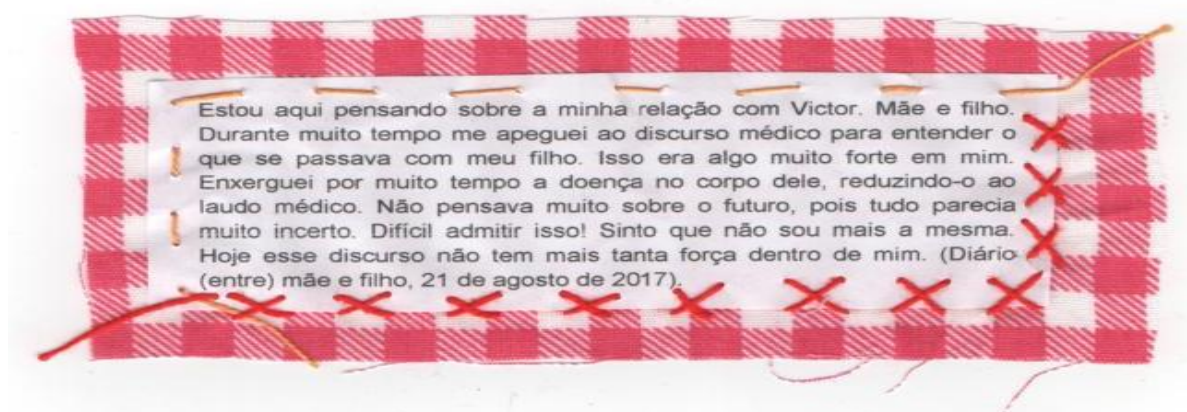 Estou aqui pensando sobre a minha relação com Victor. Mãe e filho.
Durante muito tempo me apeguei ao discurso médico para entender o
que se passava com meu filho. Isso era algo muito forte em mim.
Enxerguei por muito tempo a doença no corpo dele, reduzindo-o ao
laudo médico. Não pensava muito sobre o futuro, pois tudo parecia
muito incerto. Difícil admitir isso! Sinto que não sou mais a mesma.
Hoje esse discurso não tem mais tanta força dentro de mim. (Diário
(entre) mãe e filho, 21 de agosto de 2017).